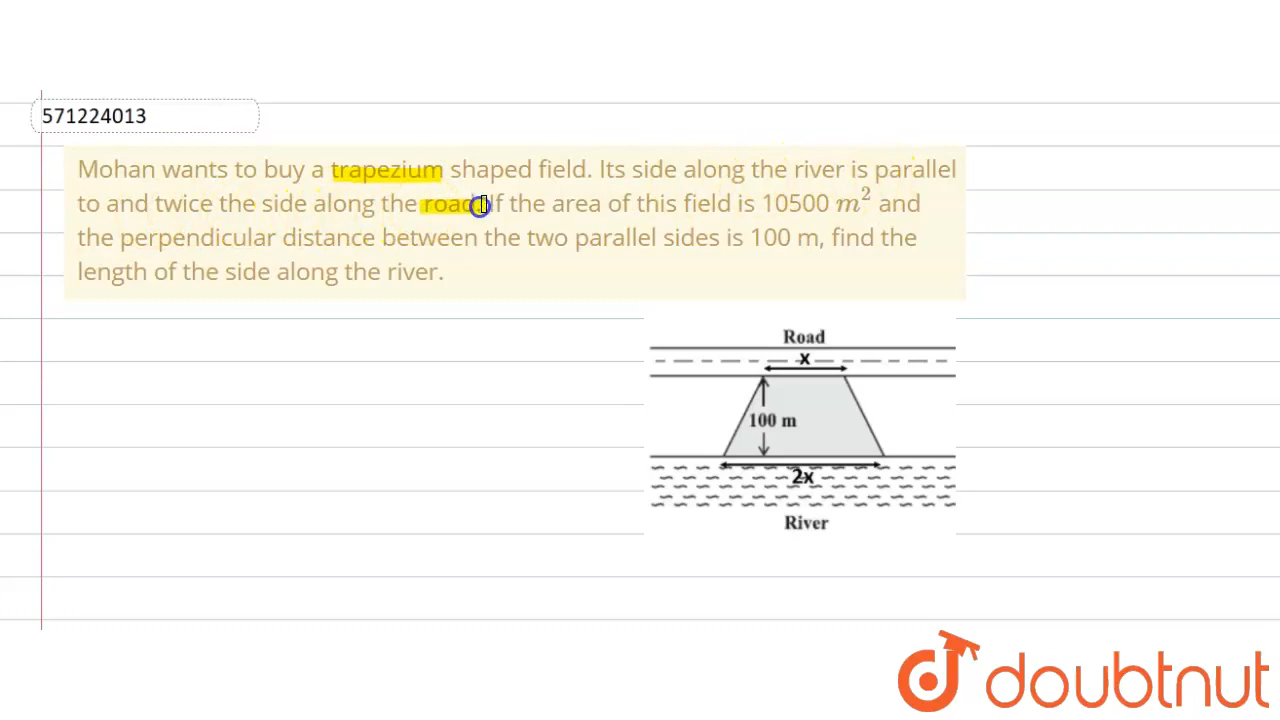 571224013
Mohan wants to buy a trapezium shaped field. Its side along the river is parallel
to and twice the side along the road. If the area of this field is 10500 m² and
the perpendicular distance between the two parallel sides is 100 m, find the
length of the side along the river.
Road
x
100 m
2x
River
doubtnut